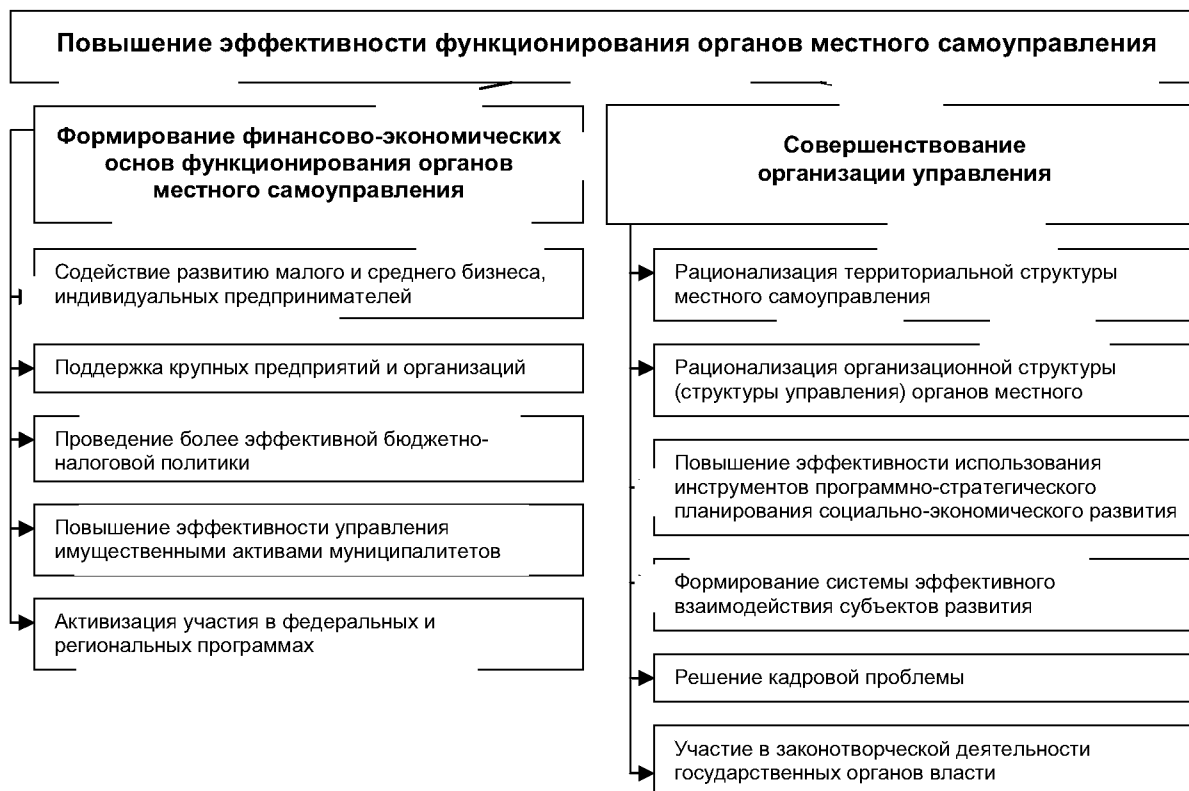 Повышение эффективности функционирования органов местного самоуправления
Формирование финансово-экономических
основ функционирования органов
местного самоуправления
Содействие развитию малого и среднего бизнеса,
индивидуальных предпринимателей
Поддержка крупных предприятий и организаций
Проведение более эффективной бюджетно-
налоговой политики
Повышение эффективности управления
имущественными активами муниципалитетов
Активизация участия в федеральных и
региональных программах
Совершенствование
организации управления
Рационализация территориальной структуры
местного самоуправления
Рационализация организационной структуры
(структуры управления) органов местного
Повышение эффективности использования
инструментов программно-стратегического
планирования социально-экономического развития
Формирование системы эффективного
взаимодействия субъектов развития
Решение кадровой проблемы
Участие в законотворческой деятельности
государственных органов власти